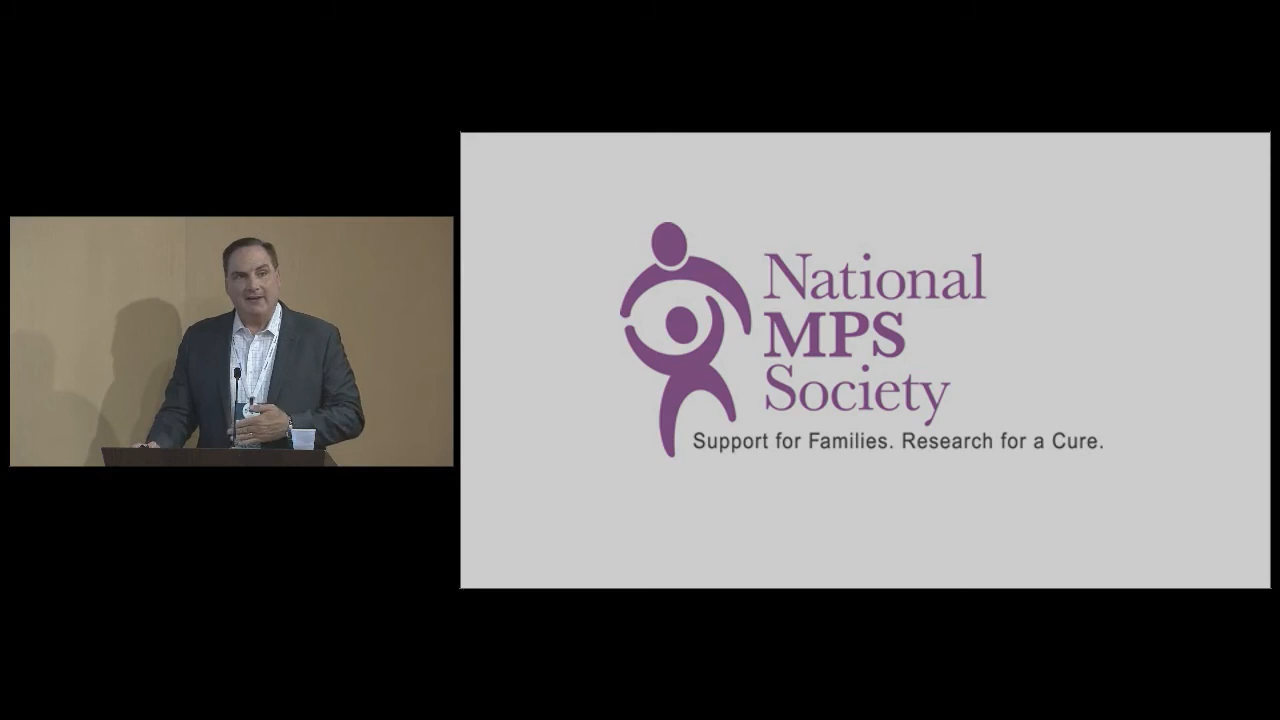 National
MPS
Society
Support for Families. Research for a Cure.